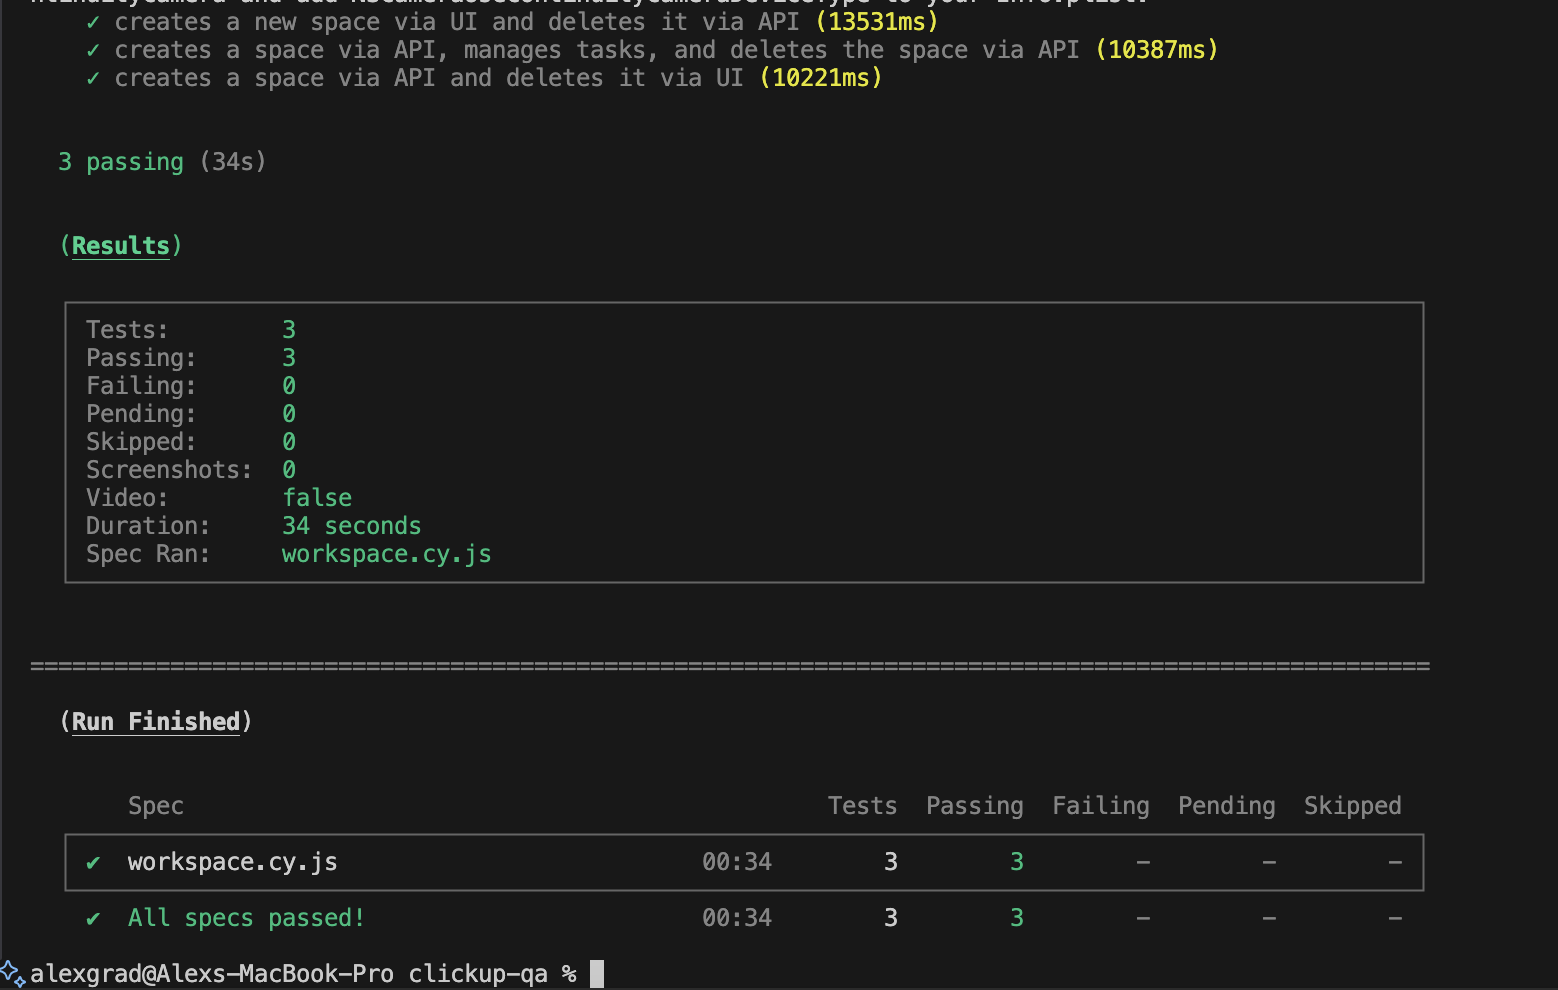 ✓ creates a new space via UI and deletes it via API (13531ms)
✓ creates a space via API, manages tasks, and deletes the space via API (10387ms)
✓ creates a space via API and deletes it via UI (10221ms)
3 passing (34s)
(Results)
Tests: 3
Passing: 3
Failing: 0
Pending: 0
Skipped: 0
Screenshots: 0
Video: false
Duration: 34 seconds
Spec Ran: workspace.cy.js
====================================================================================================
(Run Finished)
Spec Tests Passing Failing Pending Skipped
✔ workspace.cy.js 00:34 3 3 - - -
✔ All specs passed! 00:34 3 3 - - -
alexgrad@Alexs-MacBook-Pro clickup-qa %